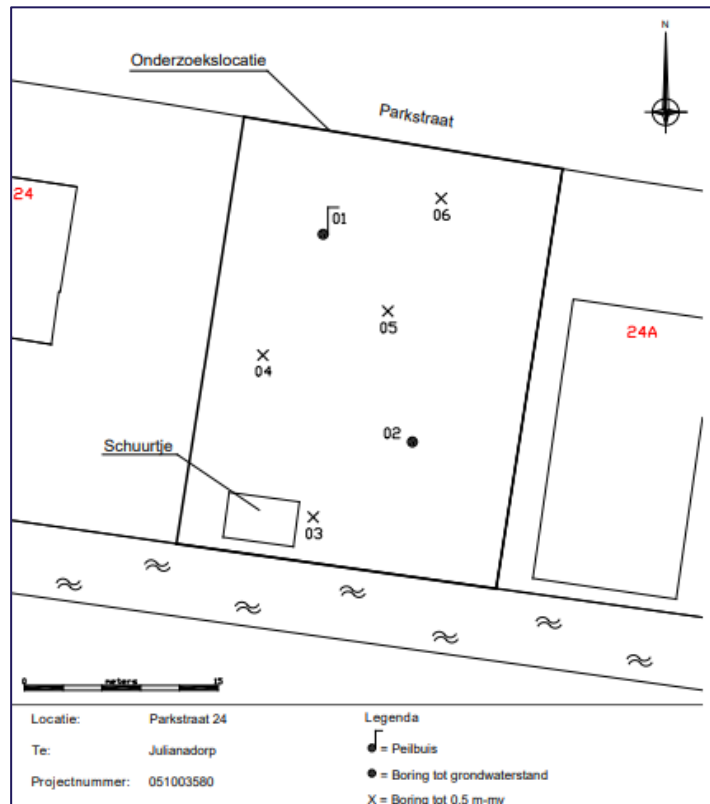 N
Onderzoekslocatie
Parkstraat
24
01
06
05
24A
04
02
Schuurtje
03
0 meters 15
Locatie: Parkstraat 24
Te: Julianadorp
Projectnummer: 051003580
Legenda
= Peilbuis
= Boring tot grondwaterstand
X = Boring tot 0.5 m-mv